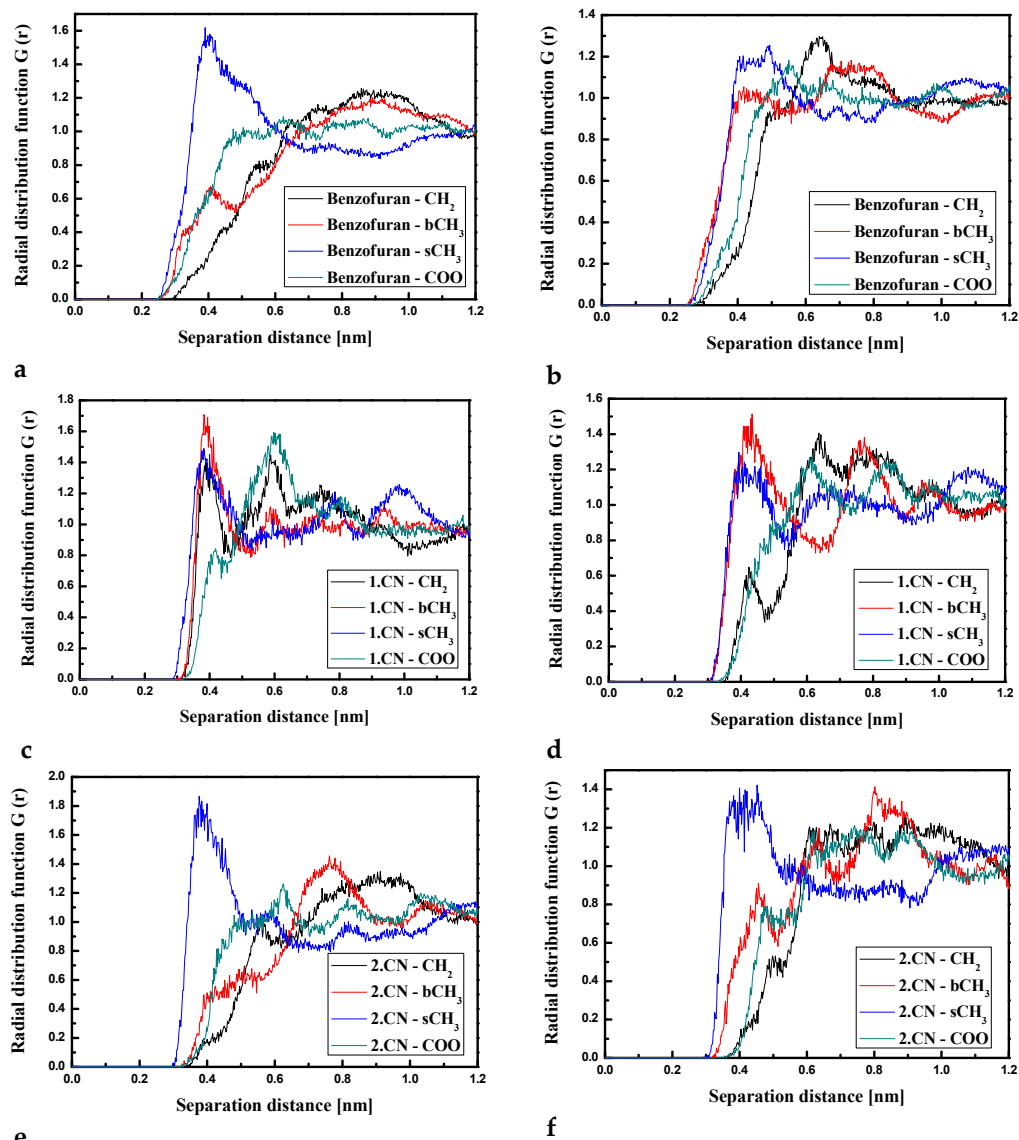 Radial distribution function G (r)
1.6
1.4
1.2
1.0
0.8
0.6
0.4
0.2
0.0
Benzofuran - CH₂
Benzofuran - bCH₃
Benzofuran - sCH₃
Benzofuran - COO
0.0 0.2 0.4 0.6 0.8 1.0 1.2
Separation distance [nm]
a
Radial distribution function G (r)
1.4
1.2
1.0
0.8
0.6
0.4
0.2
0.0
Benzofuran - CH₂
Benzofuran - bCH₃
Benzofuran - sCH₃
Benzofuran - COO
0.0 0.2 0.4 0.6 0.8 1.0 1.2
Separation distance [nm]
b
Radial distribution function G (r)
1.8
1.6
1.4
1.2
1.0
0.8
0.6
0.4
0.2
0.0
1.CN - CH₂
1.CN - bCH₃
1.CN - sCH₃
1.CN - COO
0.0 0.2 0.4 0.6 0.8 1.0 1.2
Separation distance [nm]
c
Radial distribution function G (r)
1.6
1.4
1.2
1.0
0.8
0.6
0.4
0.2
0.0
1.CN - CH₂
1.CN - bCH₃
1.CN - sCH₃
1.CN - COO
0.0 0.2 0.4 0.6 0.8 1.0 1.2
Separation distance [nm]
d
Radial distribution function G (r)
2.0
1.8
1.6
1.4
1.2
1.0
0.8
0.6
0.4
0.2
0.0
2.CN - CH₂
2.CN - bCH₃
2.CN - sCH₃
2.CN - COO
0.0 0.2 0.4 0.6 0.8 1.0 1.2
Separation distance [nm]
e
Radial distribution function G (r)
1.4
1.2
1.0
0.8
0.6
0.4
0.2
0.0
2.CN - CH₂
2.CN - bCH₃
2.CN - sCH₃
2.CN - COO
0.0 0.2 0.4 0.6 0.8 1.0 1.2
Separation distance [nm]
f